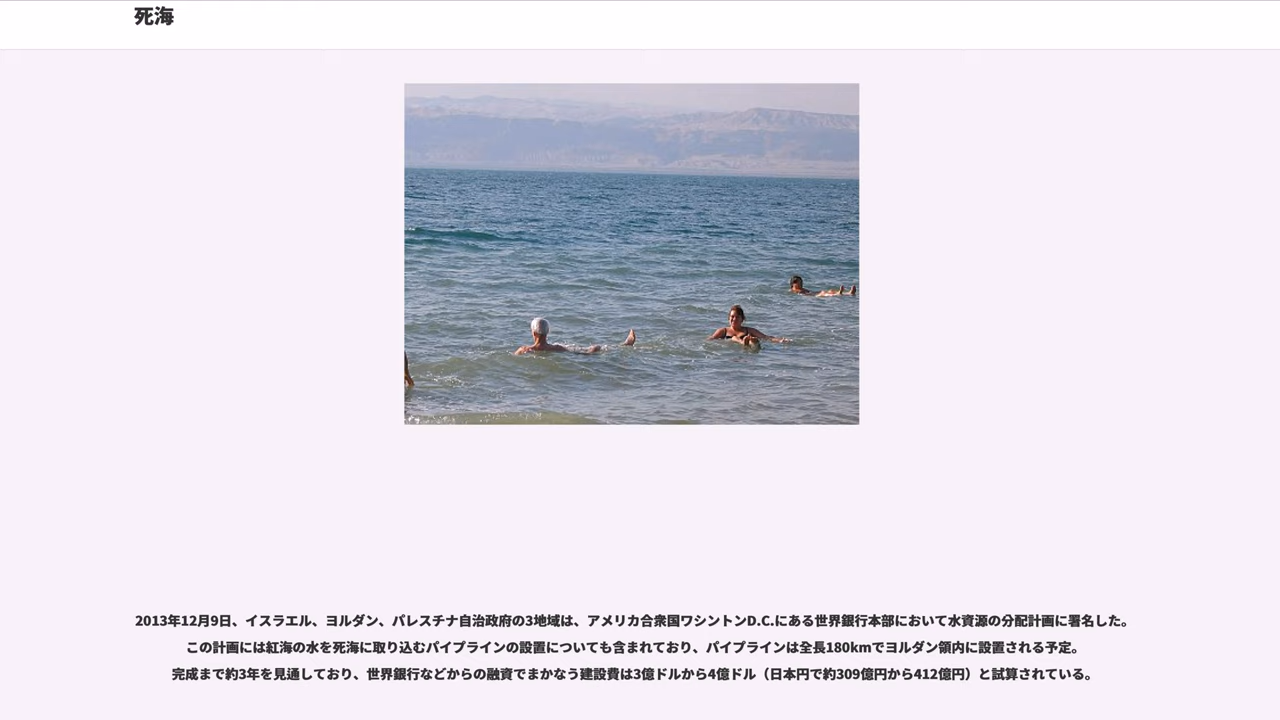 死海
2013年12月9日、イスラエル、ヨルダン、パレスチナ自治政府の3地域は、アメリカ合衆国ワシントンD.C.にある世界銀行本部において水資源の分配計画に署名した。
この計画には紅海の水を死海に取り込むパイプラインの設置についても含まれており、パイプラインは全長180kmでヨルダン領内に設置される予定。
完成まで約3年を見通しており、世界銀行などからの融資でまかなう建設費は3億ドルから4億ドル（日本円で約309億円から412億円）と試算されている。